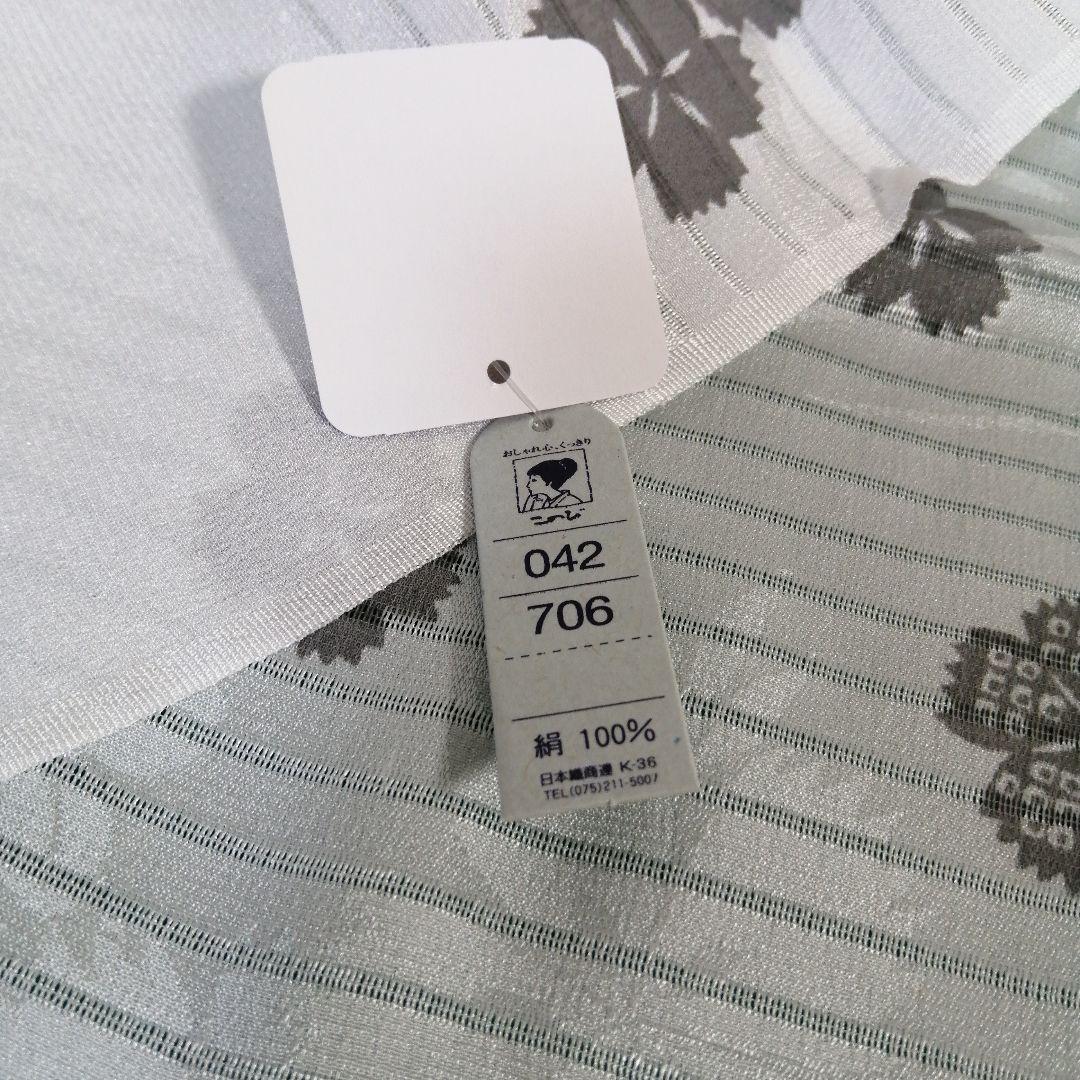 おしゃれ心、くっきり
このび
042
706
絹 100%
日本織商連 K-36
TEL(075)211-5007